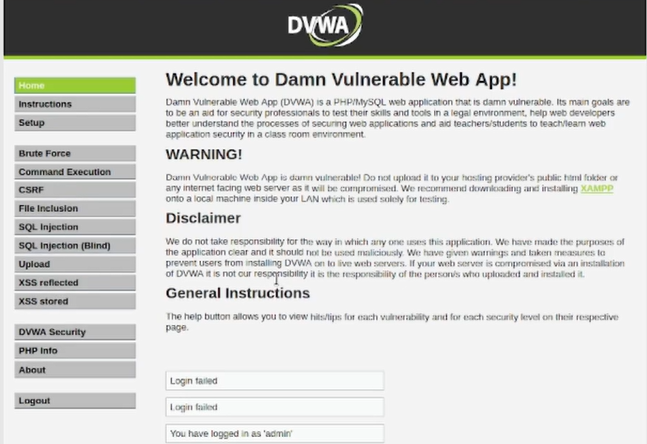 DVWA
Home
Instructions
Setup
Brute Force
Command Execution
CSRF
File Inclusion
SQL Injection
SQL Injection (Blind)
Upload
XSS reflected
XSS stored
DVWA Security
PHP Info
About
Logout
Welcome to Damn Vulnerable Web App!
Damn Vulnerable Web App (DVWA) is a PHP/MySQL web application that is damn vulnerable. Its main goals are
to be an aid for security professionals to test their skills and tools in a legal environment, help web developers
better understand the processes of securing web applications and aid teachers/students to teach/learn web
application security in a class room environment.
WARNING!
Damn Vulnerable Web App is damn vulnerable! Do not upload it to your hosting provider's public html folder or
any internet facing web server as it will be compromised. We recommend downloading and installing XAMPP
onto a local machine inside your LAN which is used solely for testing.
Disclaimer
We do not take responsibility for the way in which any one uses this application. We have made the purposes of
the application clear and it should not be used maliciously. We have given warnings and taken measures to
prevent users from installing DVWA on to live web servers. If your web server is compromised via an installation
of DVWA it is not our responsibility it is the responsibility of the person/s who uploaded and installed it.
General Instructions
The help button allows you to view hits/tips for each vulnerability and for each security level on their respective
page.
Login failed
Login failed
You have logged in as 'admin'